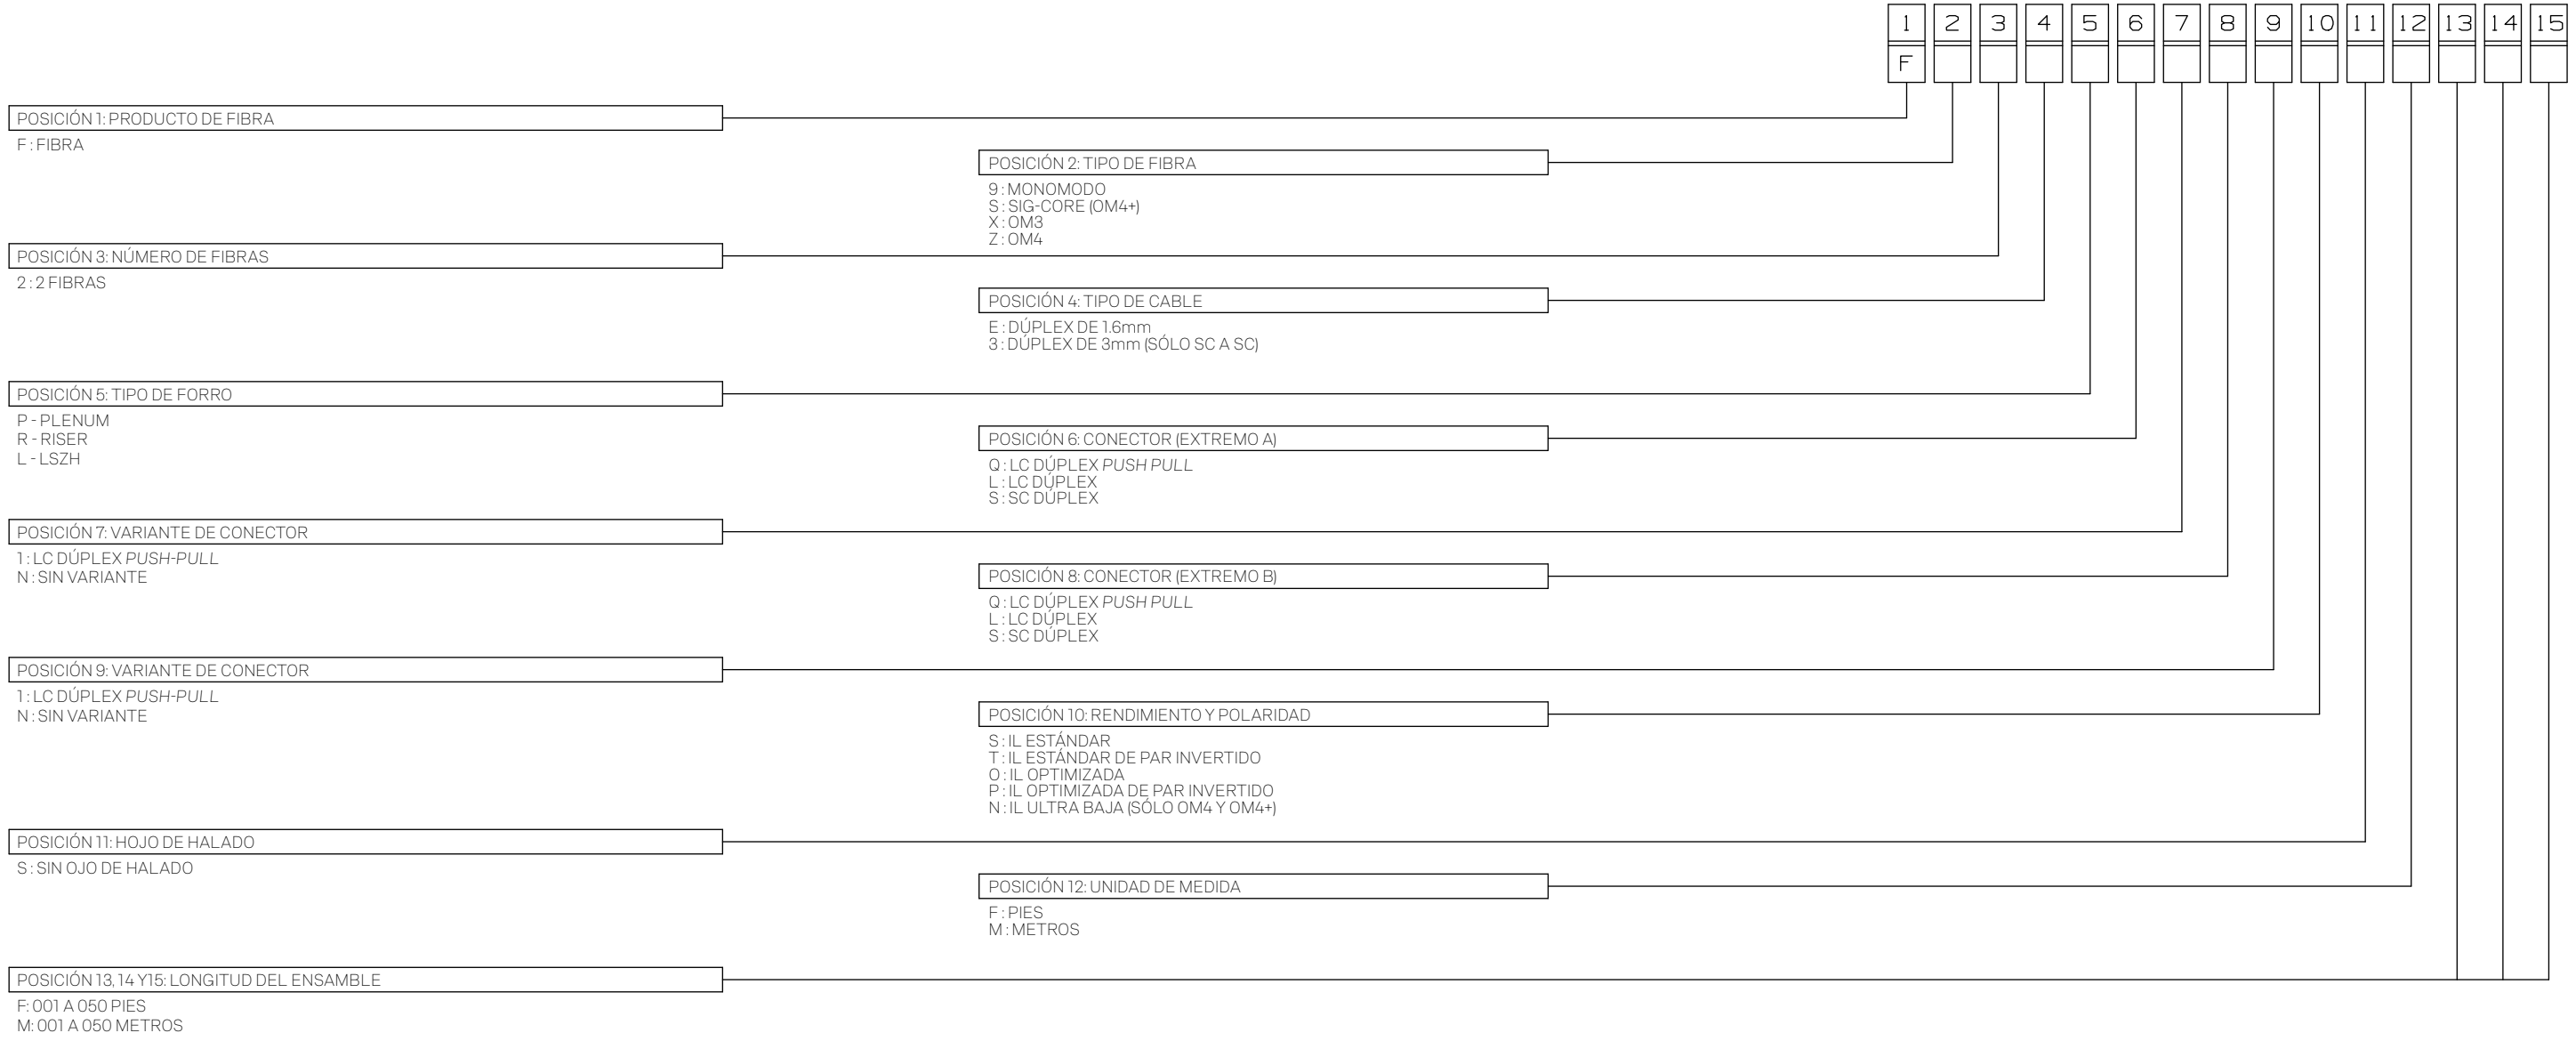 1 2 3 4 5 6 7 8 9 10 11 12 13 14 15
F
POSICIÓN 1: PRODUCTO DE FIBRA
F : FIBRA
POSICIÓN 2: TIPO DE FIBRA
9 : MONOMODO
S : SIG-CORE (OM4+)
X : OM3
Z : OM4
POSICIÓN 3: NÚMERO DE FIBRAS
2 : 2 FIBRAS
POSICIÓN 4: TIPO DE CABLE
E : DÚPLEX DE 1.6mm
3 : DÚPLEX DE 3mm (SÓLO SC A SC)
POSICIÓN 5: TIPO DE FORRO
P - PLENUM
R - RISER
L - LSZH
POSICIÓN 6: CONECTOR (EXTREMO A)
Q : LC DÚPLEX PUSH PULL
L : LC DÚPLEX
S : SC DÚPLEX
POSICIÓN 7: VARIANTE DE CONECTOR
1 : LC DÚPLEX PUSH-PULL
N : SIN VARIANTE
POSICIÓN 8: CONECTOR (EXTREMO B)
Q : LC DÚPLEX PUSH PULL
L : LC DÚPLEX
S : SC DÚPLEX
POSICIÓN 9: VARIANTE DE CONECTOR
1 : LC DÚPLEX PUSH-PULL
N : SIN VARIANTE
POSICIÓN 10: RENDIMIENTO Y POLARIDAD
S : IL ESTÁNDAR
T : IL ESTÁNDAR DE PAR INVERTIDO
O : IL OPTIMIZADA
P : IL OPTIMIZADA DE PAR INVERTIDO
N : IL ULTRA BAJA (SÓLO OM4 Y OM4+)
POSICIÓN 11: HOJO DE HALADO
S : SIN OJO DE HALADO
POSICIÓN 12: UNIDAD DE MEDIDA
F : PIES
M : METROS
POSICIÓN 13, 14 Y15: LONGITUD DEL ENSAMBLE
F: 001 A 050 PIES
M: 001 A 050 METROS